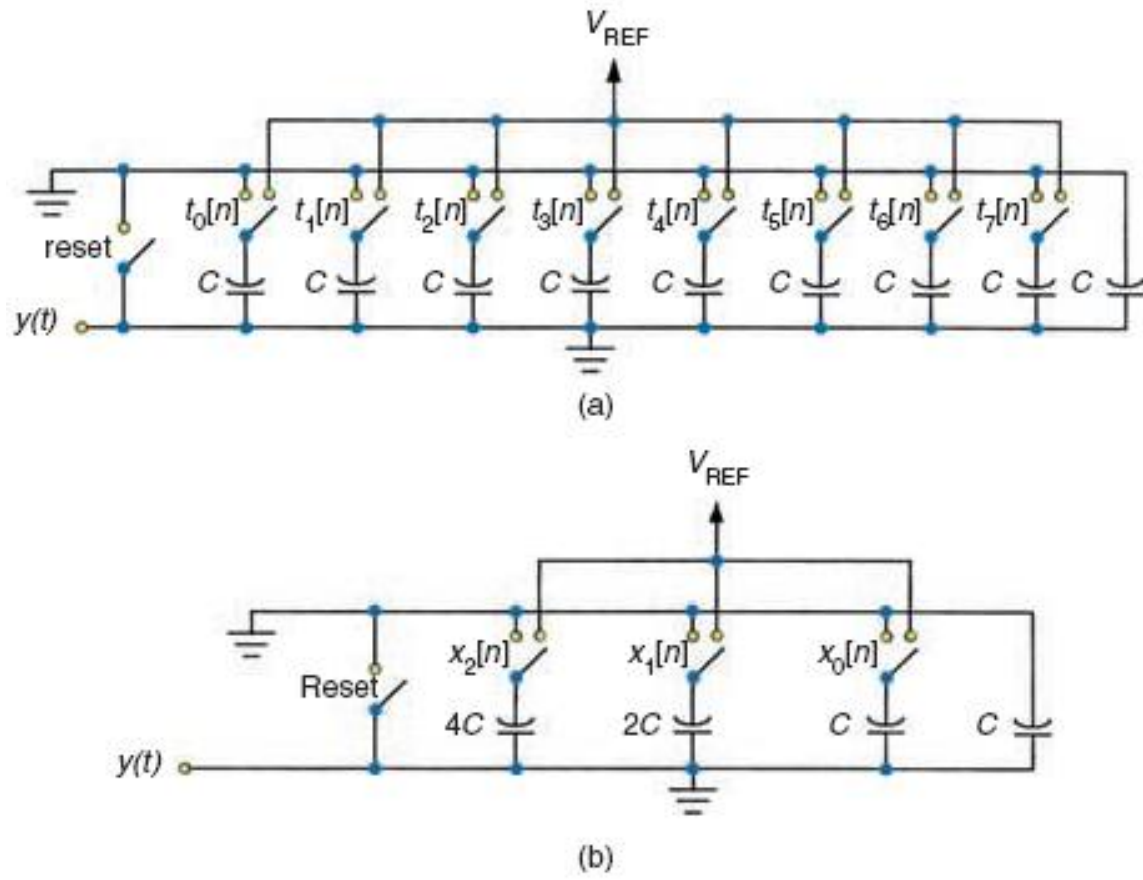 V_REF
t_0[n] t_1[n] t_2[n] t_3[n] t_4[n] t_5[n] t_6[n] t_7[n]
reset
C C C C C C C C C
y(t)
(a)
V_REF
x_2[n] x_1[n] x_0[n]
Reset
4C 2C C C
y(t)
(b)